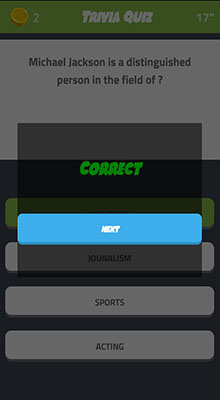 2
TRIVIA QUIZ
17"
Michael Jackson is a distinguished
person in the field of ?
CORRECT
NEXT
JOUNALISM
SPORTS
ACTING